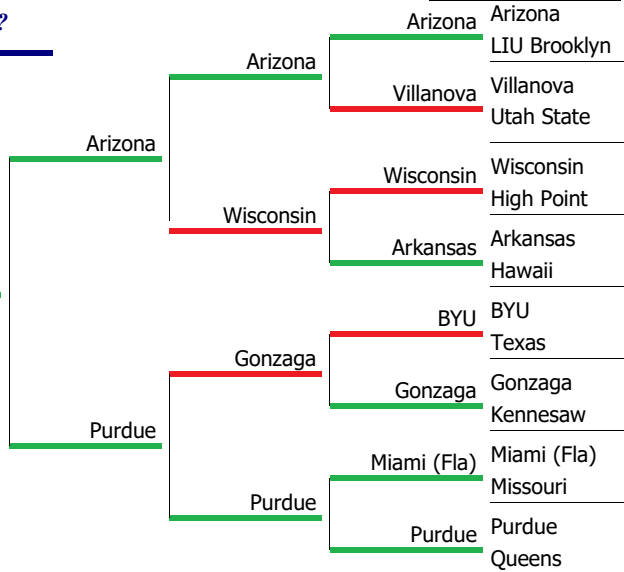 ?
Arizona
LIU Brooklyn
Villanova
Utah State
Wisconsin
High Point
Arkansas
Hawaii
BYU
Texas
Gonzaga
Kennesaw
Miami (Fla)
Missouri
Purdue
Queens
Arizona
Villanova
Wisconsin
Arkansas
BYU
Gonzaga
Miami (Fla)
Purdue
Arizona
Wisconsin
Gonzaga
Purdue
Arizona
Purdue